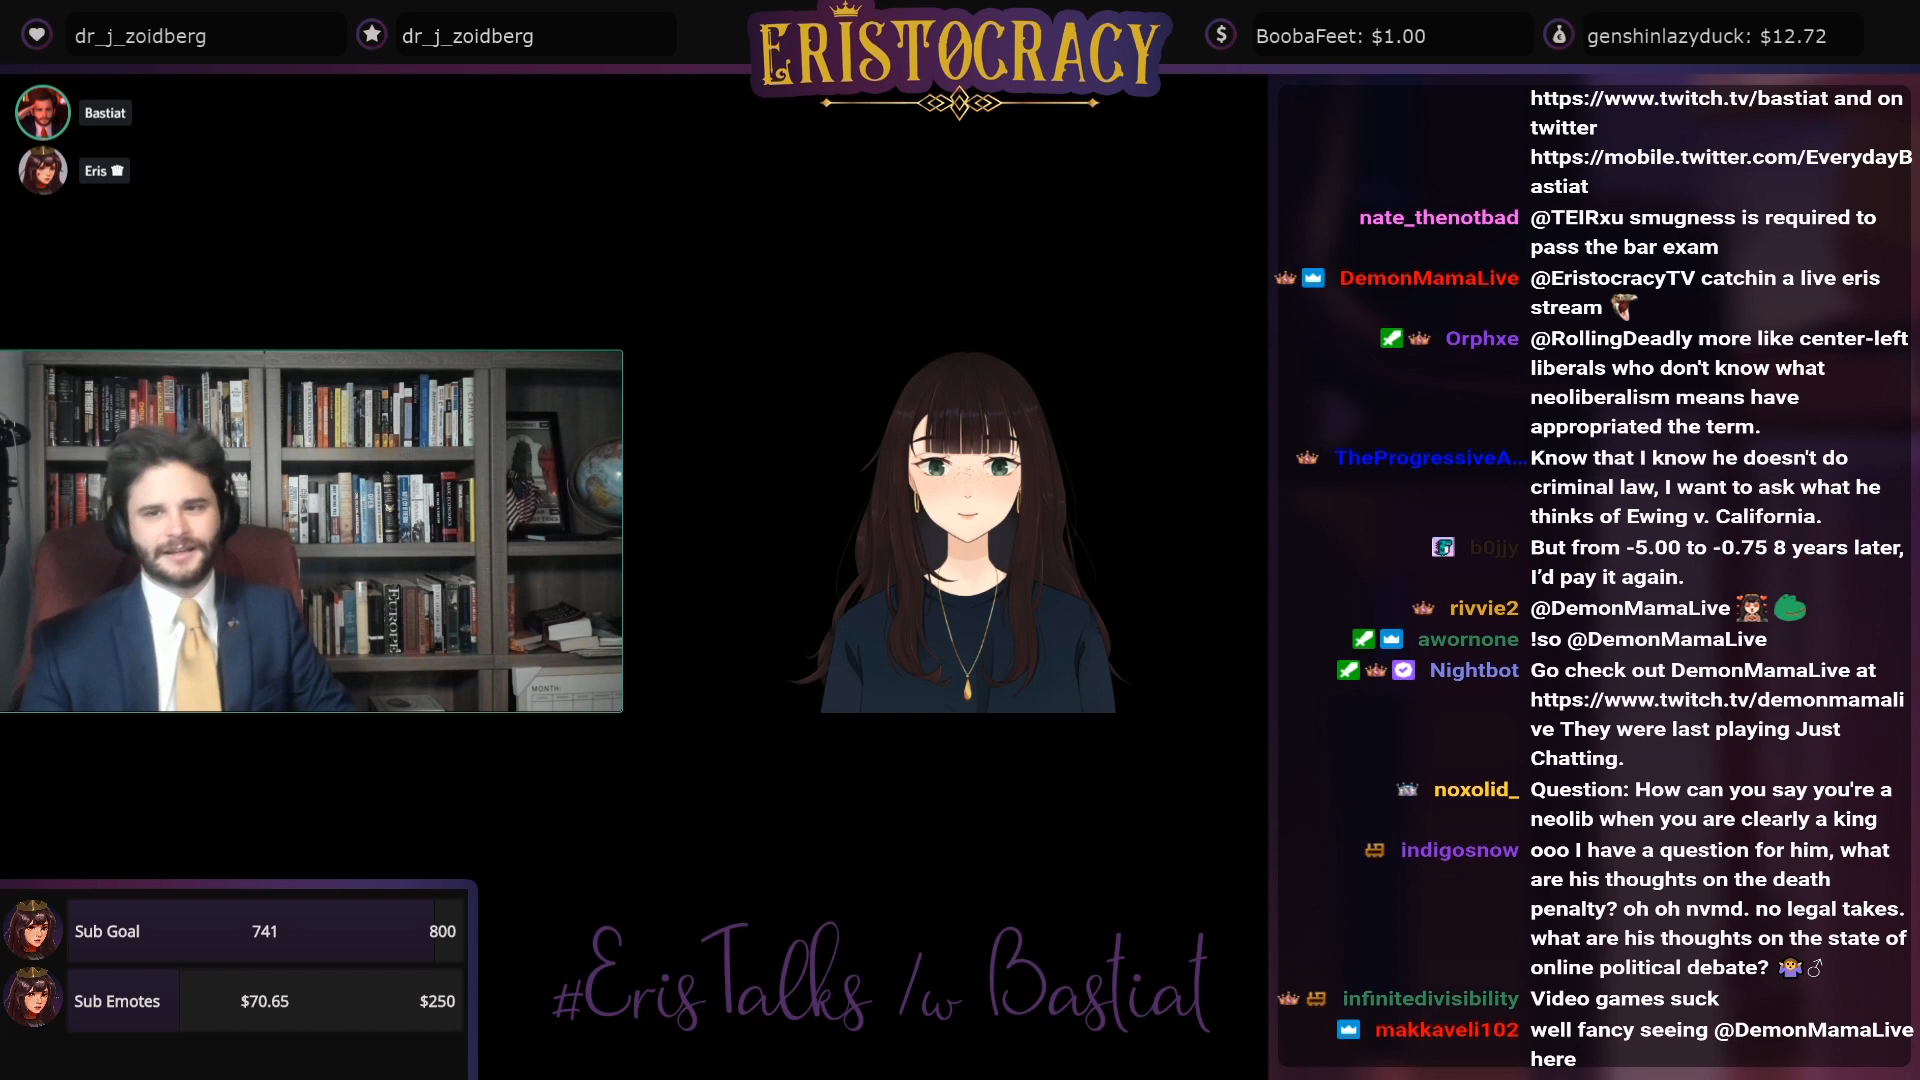 dr_j_zoidberg
dr_j_zoidberg
ERISTOCRACY
BoobaFeet: $1.00
genshinlazyduck: $12.72
Bastiat
Eris
EUROPE
MONTH:
Sub Goal 741 800
Sub Emotes $70.65 $250
#ErisTalks /w Bastiat
https://www.twitch.tv/bastiat and on
twitter
https://mobile.twitter.com/EverydayB
astiat
nate_thenotbad @TEIRxu smugness is required to
pass the bar exam
DemonMamaLive @EristocracyTV catchin a live eris
stream
Orphxe @RollingDeadly more like center-left
liberals who don't know what
neoliberalism means have
appropriated the term.
TheProgressiveA... Know that I know he doesn't do
criminal law, I want to ask what he
thinks of Ewing v. California.
b0jjy But from -5.00 to -0.75 8 years later,
I'd pay it again.
rivvie2 @DemonMamaLive
awornone !so @DemonMamaLive
Nightbot Go check out DemonMamaLive at
https://www.twitch.tv/demonmamali
ve They were last playing Just
Chatting.
noxolid_ Question: How can you say you're a
neolib when you are clearly a king
indigosnow ooo I have a question for him, what
are his thoughts on the death
penalty? oh oh nvmd. no legal takes.
what are his thoughts on the state of
online political debate? 🤷♂
infinitedivisibility Video games suck
makkaveli102 well fancy seeing @DemonMamaLive
here